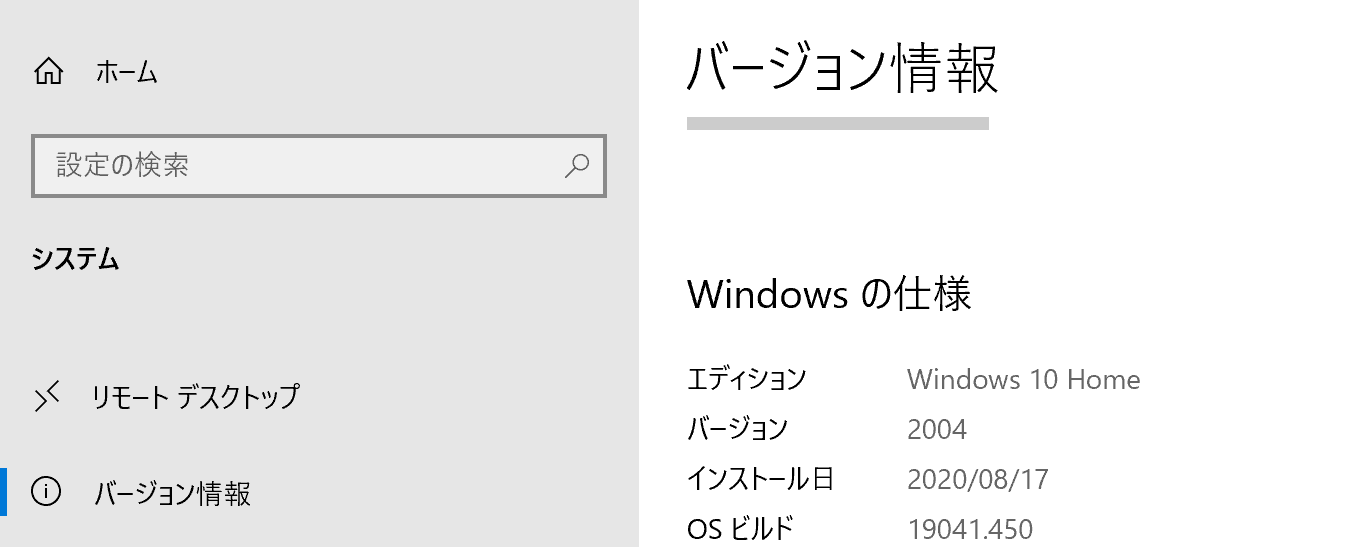 ホーム
設定の検索
システム
リモート デスクトップ
バージョン情報
バージョン情報
Windows の仕様
エディション Windows 10 Home
バージョン 2004
インストール日 2020/08/17
OS ビルド 19041.450